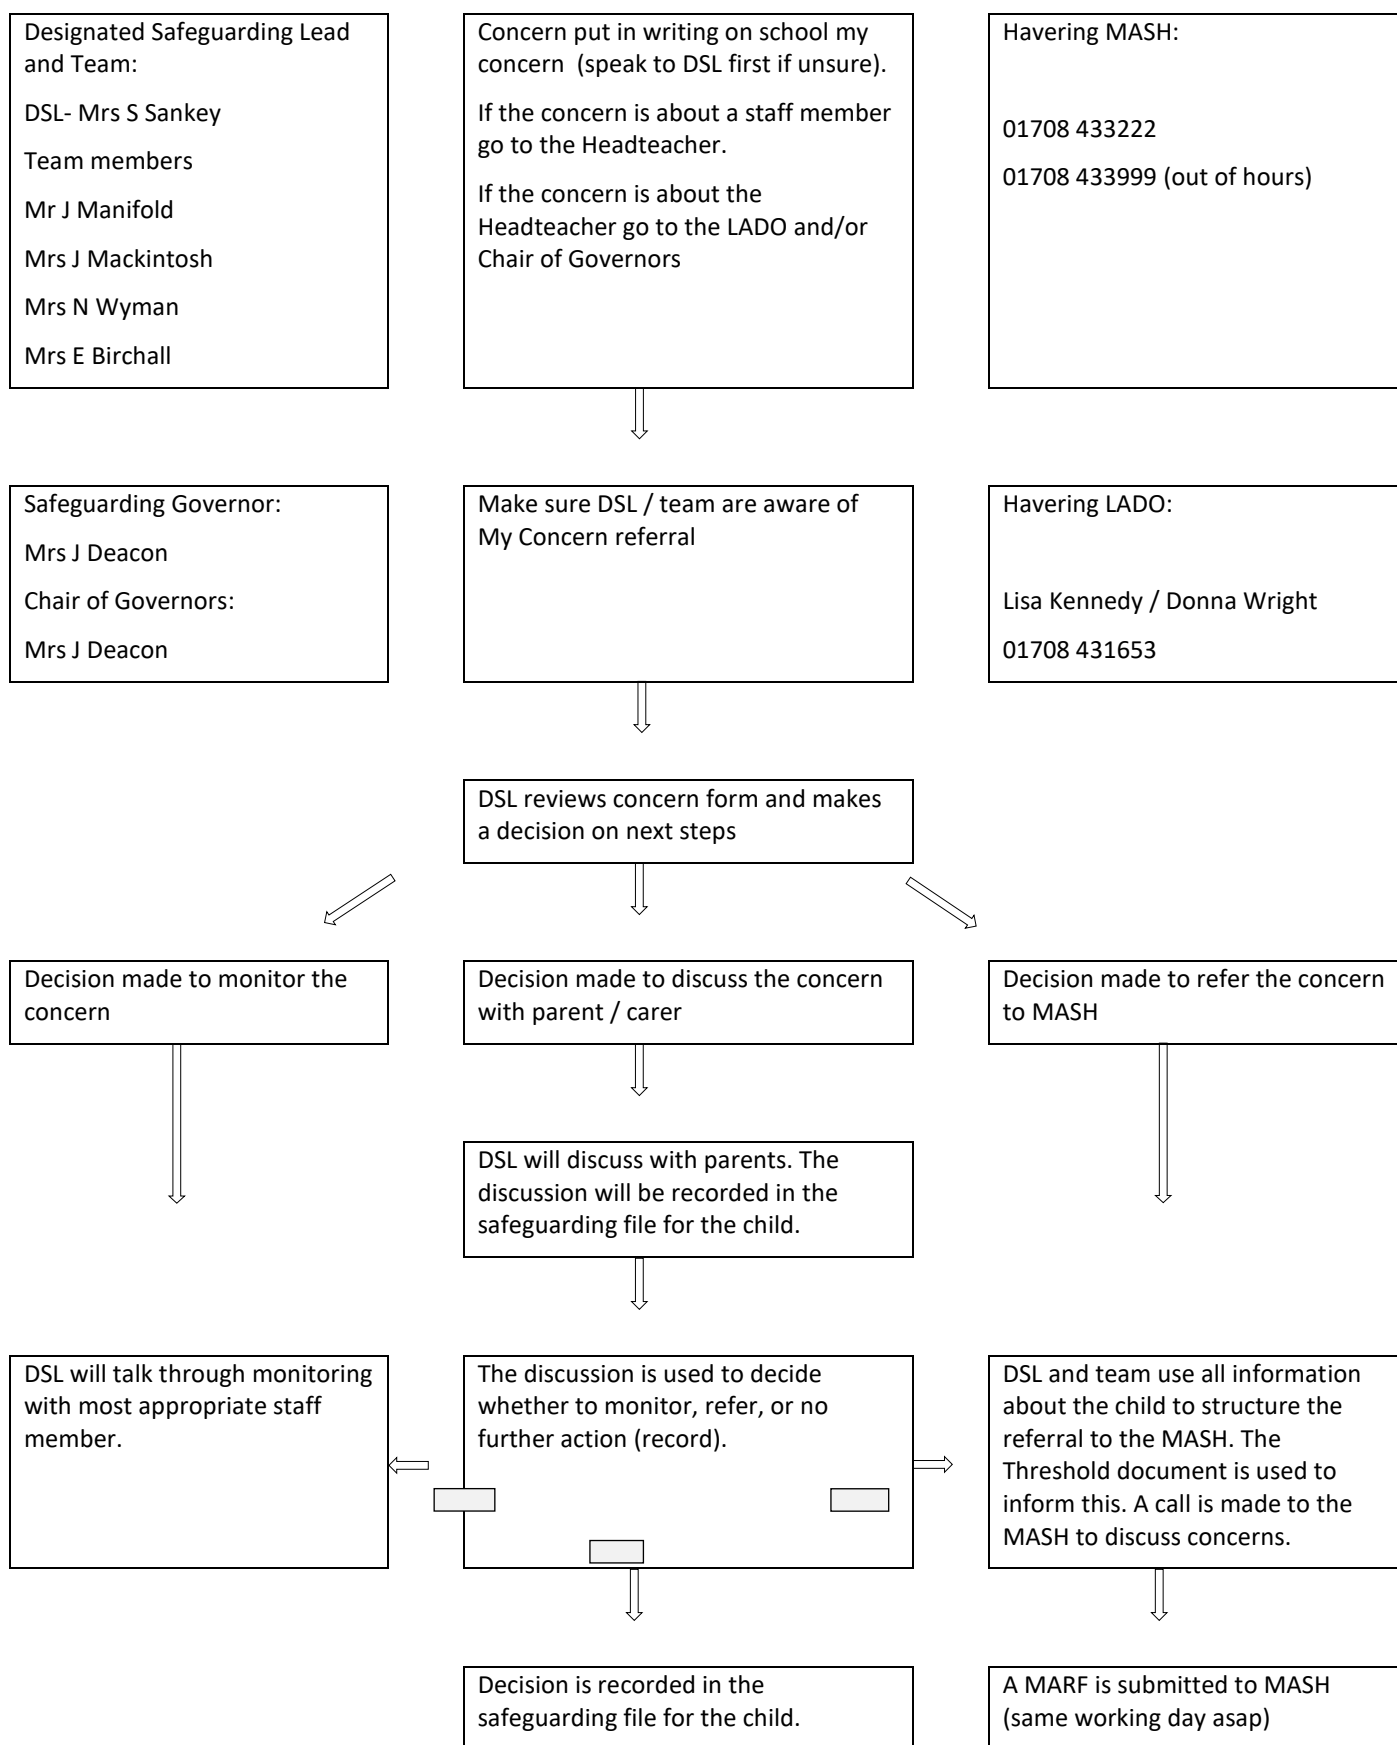 Designated Safeguarding Lead
and Team:
DSL- Mrs S Sankey
Team members
Mr J Manifold
Mrs J Mackintosh
Mrs N Wyman
Mrs E Birchall
Concern put in writing on school my
concern  (speak to DSL first if unsure).
If the concern is about a staff member
go to the Headteacher.
If the concern is about the
Headteacher go to the LADO and/or
Chair of Governors
Havering MASH:
01708 433222
01708 433999 (out of hours)
Safeguarding Governor:
Mrs J Deacon
Chair of Governors:
Mrs J Deacon
Make sure DSL / team are aware of
My Concern referral
Havering LADO:
Lisa Kennedy / Donna Wright
01708 431653
DSL reviews concern form and makes
a decision on next steps
Decision made to monitor the
concern
Decision made to discuss the concern
with parent / carer
Decision made to refer the concern
to MASH
DSL will discuss with parents. The
discussion will be recorded in the
safeguarding file for the child.
DSL will talk through monitoring
with most appropriate staff
member.
The discussion is used to decide
whether to monitor, refer, or no
further action (record).
DSL and team use all information
about the child to structure the
referral to the MASH. The
Threshold document is used to
inform this. A call is made to the
MASH to discuss concerns.
Decision is recorded in the
safeguarding file for the child.
A MARF is submitted to MASH
(same working day asap)